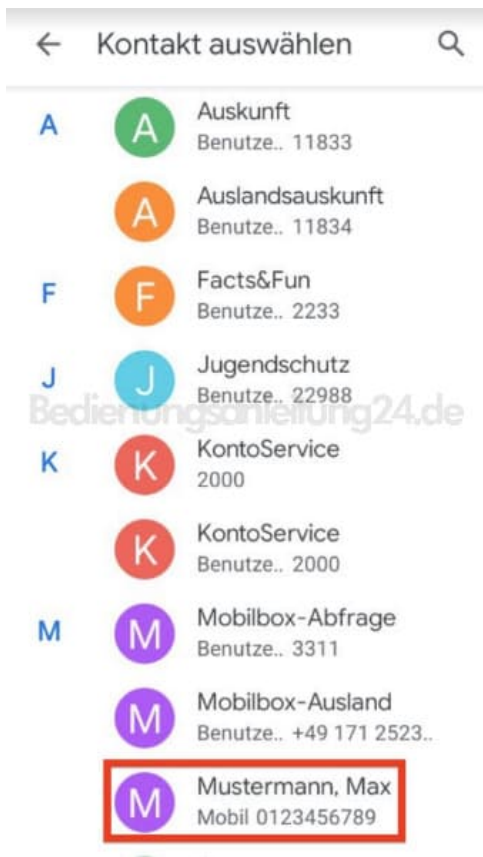 Kontakt auswählen
A
A
Auskunft
Benutze.. 11833
A
Auslandsauskunft
Benutze.. 11834
F
F
Facts&Fun
Benutze.. 2233
J
J
Jugendschutz
Benutze.. 22988
Bedienungsanleitung24.de
K
K
KontoService
2000
K
KontoService
Benutze.. 2000
M
M
Mobilbox-Abfrage
Benutze.. 3311
M
Mobilbox-Ausland
Benutze.. +49 171 2523..
M
Mustermann, Max
Mobil 0123456789